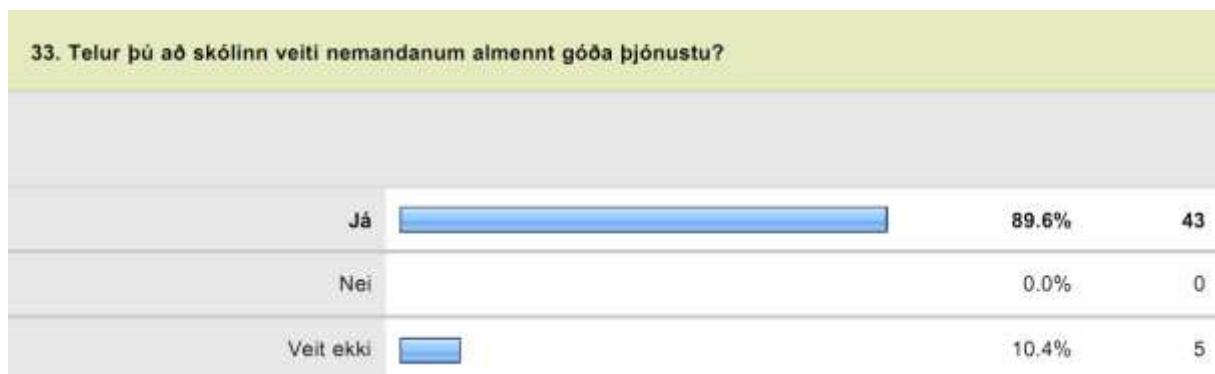 33. Telur þú að skólinn veiti nemandanum almennt góða þjónustu?
Já 89.6% 43
Nei 0.0% 0
Veit ekki 10.4% 5